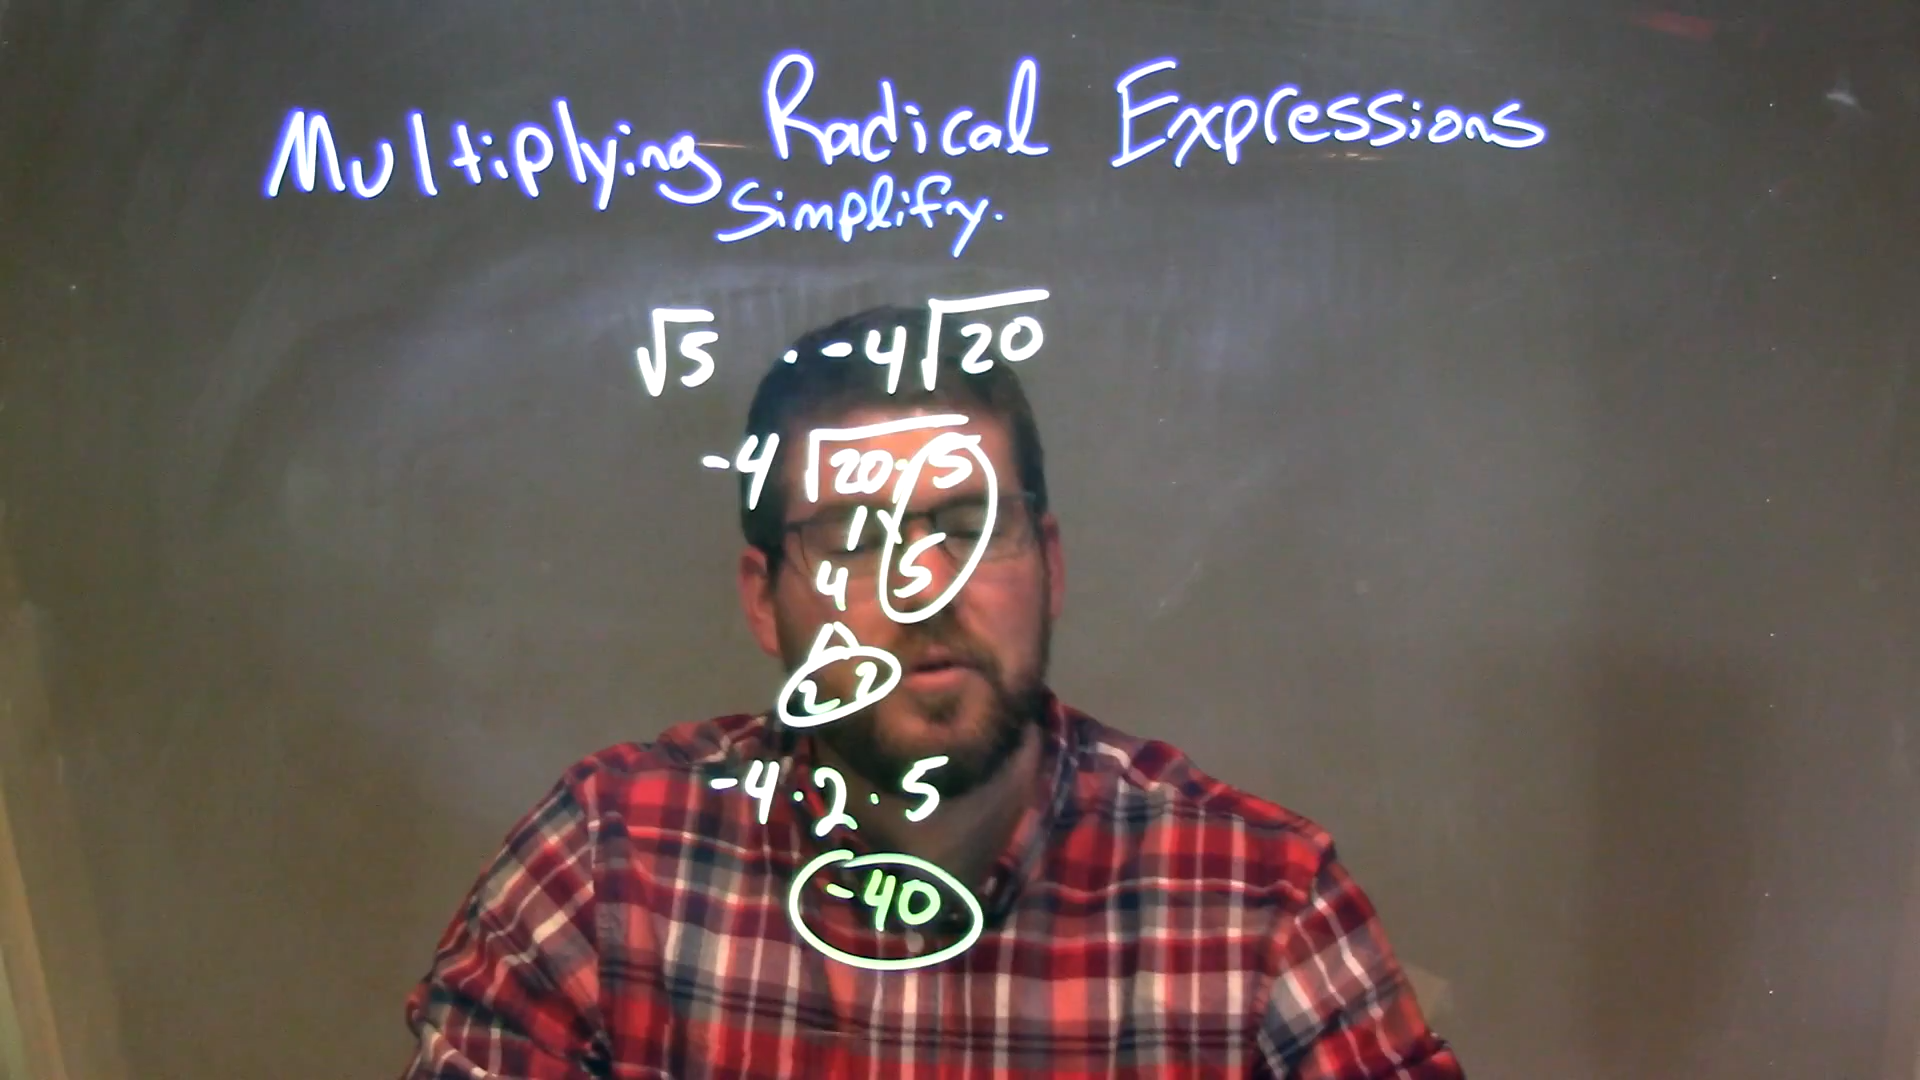 Multiplying Radical Expressions
Simplify.
√5 · -4√20
-4 √20·5
4 5
2 2
-4 · 2 · 5
-40